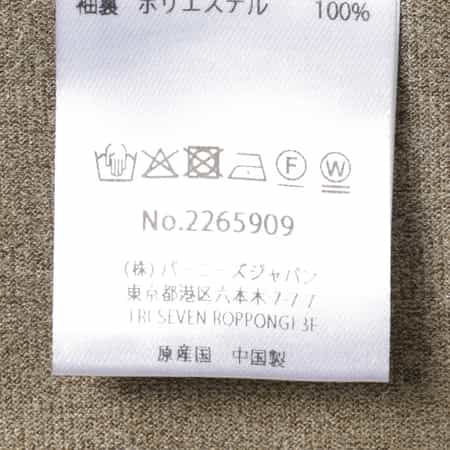 袖裏 ポリエステル 100%
F W
No.2265909
(株) バーニーズジャパン
東京都港区六本木7-7-7
TRI SEVEN ROPPONGI 3F
原産国 中国製